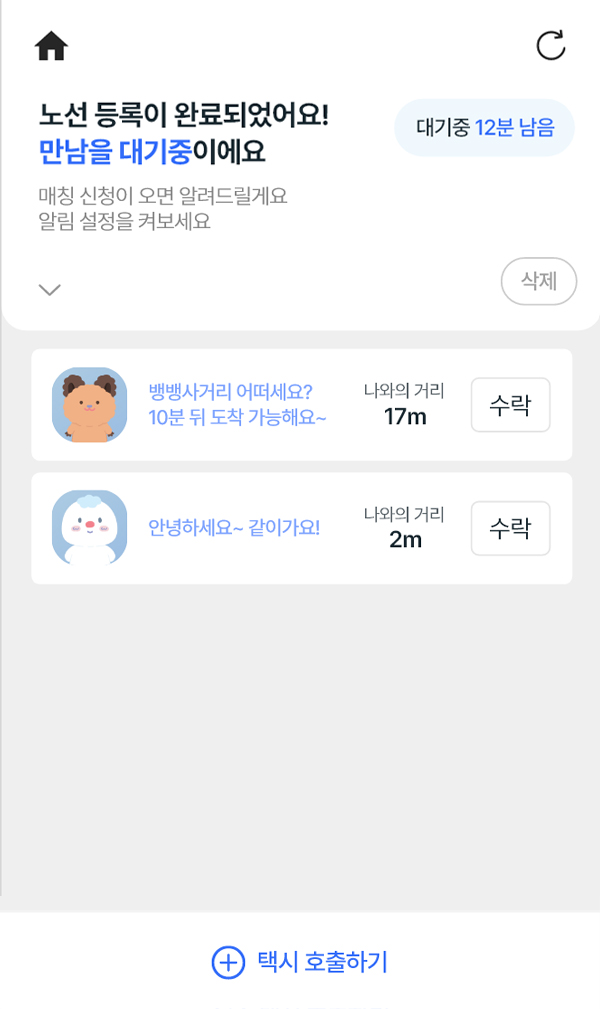 노선 등록이 완료되었어요!
만남을 대기중이에요
대기중 12분 남음
매칭 신청이 오면 알려드릴게요
알림 설정을 켜보세요
삭제
뱅뱅사거리 어떠세요?
10분 뒤 도착 가능해요~
나와의 거리
17m
수락
안녕하세요~ 같이가요!
나와의 거리
2m
수락
택시 호출하기